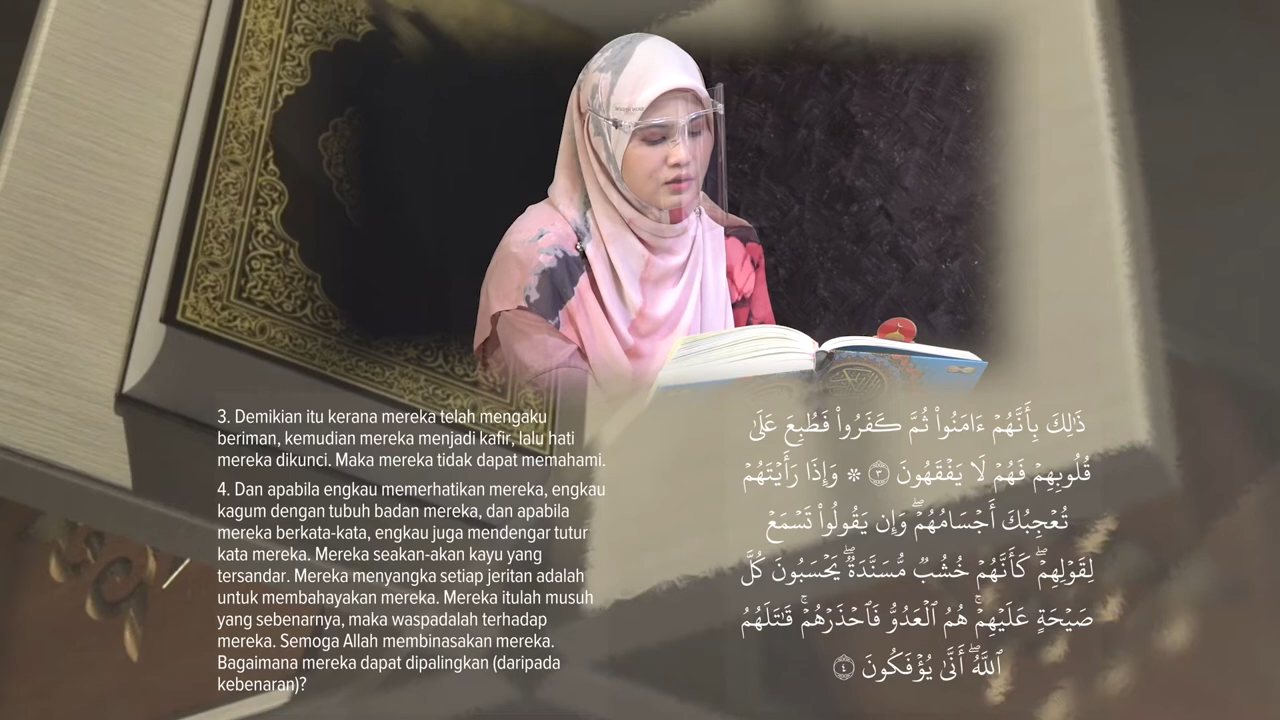 3. Demikian itu kerana mereka telah mengaku
beriman, kemudian mereka menjadi kafir, lalu hati
mereka dikunci. Maka mereka tidak dapat memahami.
4. Dan apabila engkau memerhatikan mereka, engkau
kagum dengan tubuh badan mereka, dan apabila
mereka berkata-kata, engkau juga mendengar tutur
kata mereka. Mereka seakan-akan kayu yang
tersandar. Mereka menyangka setiap jeritan adalah
untuk membahayakan mereka. Mereka itulah musuh
yang sebenarnya, maka waspadalah terhadap
mereka. Semoga Allah membinasakan mereka.
Bagaimana mereka dapat dipalingkan (daripada
kebenaran)?
ذَٰلِكَ بِأَنَّهُمۡ ءَامَنُواْ ثُمَّ كَفَرُواْ فَطُبِعَ عَلَىٰ
قُلُوبِهِمۡ فَهُمۡ لَا يَفۡقَهُونَ ٣ ۞ وَإِذَا رَأَيۡتَهُمۡ
تُعۡجِبُكَ أَجۡسَامُهُمۡۖ وَإِن يَقُولُواْ تَسۡمَعۡ
لِقَوۡلِهِمۡۖ كَأَنَّهُمۡ خُشُبٞ مُّسَنَّدَةٞۖ يَحۡسَبُونَ كُلَّ
صَيۡحَةٍ عَلَيۡهِمۡۚ هُمُ ٱلۡعَدُوُّ فَٱحۡذَرۡهُمۡۚ قَٰتَلَهُمُ
ٱللَّهُۖ أَنَّىٰ يُؤۡفَكُونَ ٤